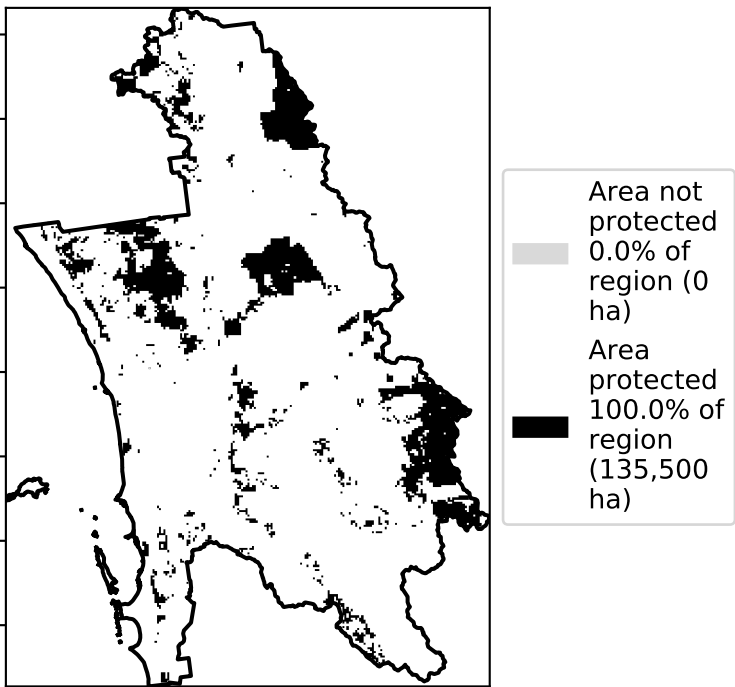 Area not
protected
0.0% of
region (0
ha)
Area
protected
100.0% of
region
(135,500
ha)